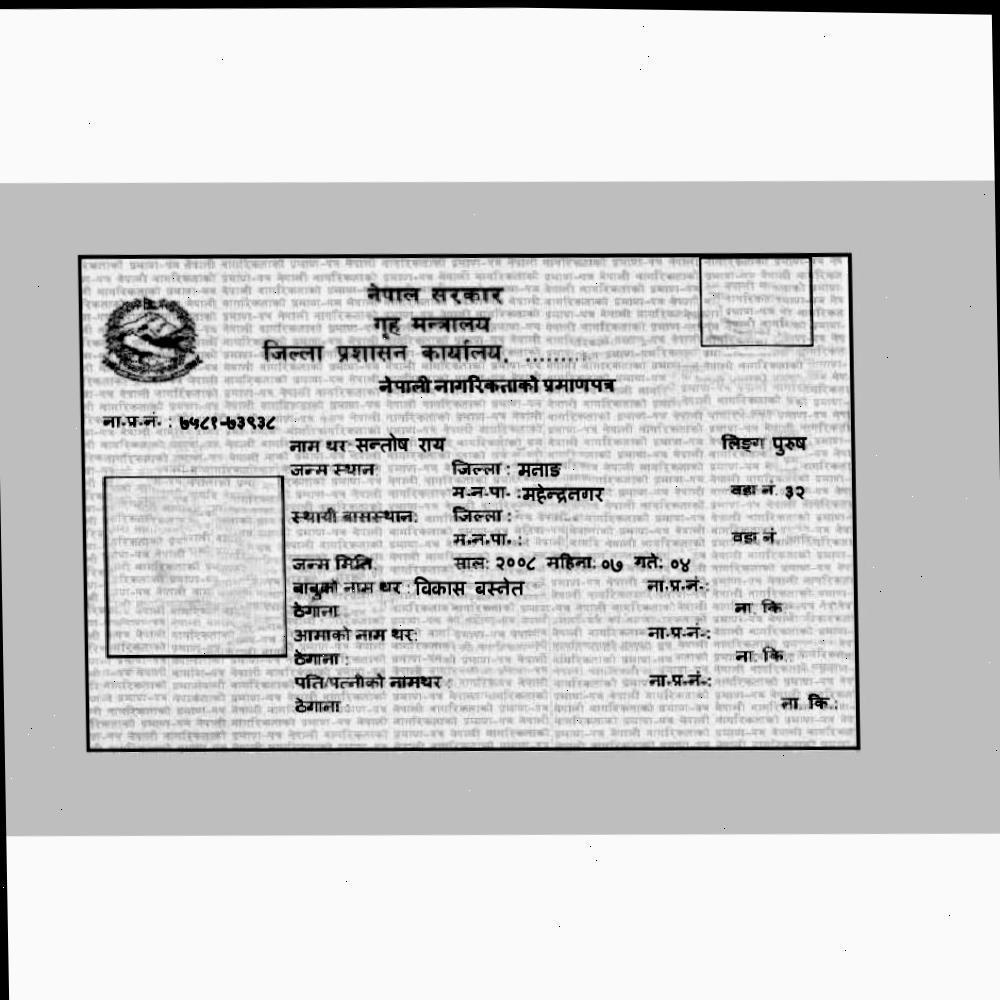 नेपाल सरकार
गृह मन्त्रालय
जिल्ला प्रशासन कार्यालय, .........
नेपाली नागरिकताको प्रमाणपत्र
ना.प्र.नं. : ७५८१-७३९३८
नाम थर सन्तोष राय लिङ्ग पुरुष
जन्म स्थान जिल्ला : मनाङ
म.न.पा. :महेन्द्रनगर वडा नं. ३२
स्थायी बासस्थान: जिल्ला :
म.न.पा. : वडा नं.
जन्म मिति साल: २००८ महिना: ०७ गते: ०४
बाबुको नाम थर : विकास बस्नेत ना.प्र.नं.:
ठेगाना ना. कि.
आमाको नाम थर: ना.प्र.नं.:
ठेगाना : ना. कि.
पति/पत्नीको नामथर : ना.प्र.नं.:
ठेगाना : ना. कि.: